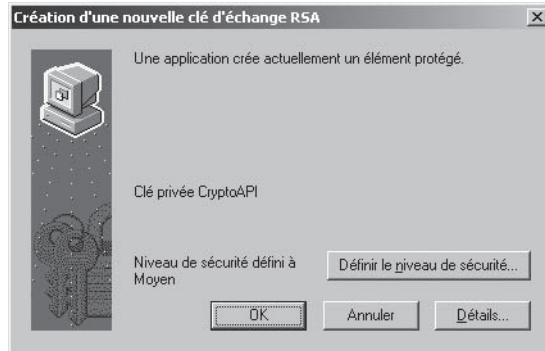 Création d'une nouvelle clé d'échange RSA
Une application crée actuellement un élément protégé.
Clé privée CryptoAPI
Niveau de sécurité défini à
Moyen
Définir le niveau de sécurité...
OK
Annuler
Détails...